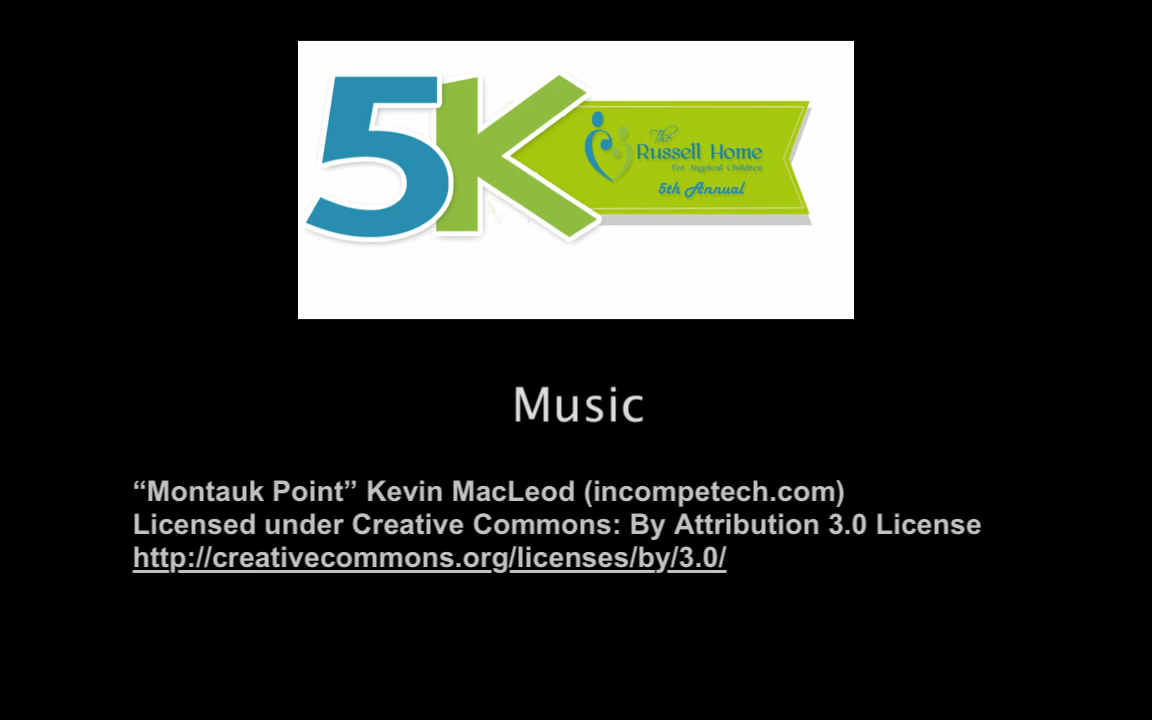 5K
The
Russell Home
For Atypical Children
5th Annual
Music
“Montauk Point” Kevin MacLeod (incompetech.com)
Licensed under Creative Commons: By Attribution 3.0 License
http://creativecommons.org/licenses/by/3.0/